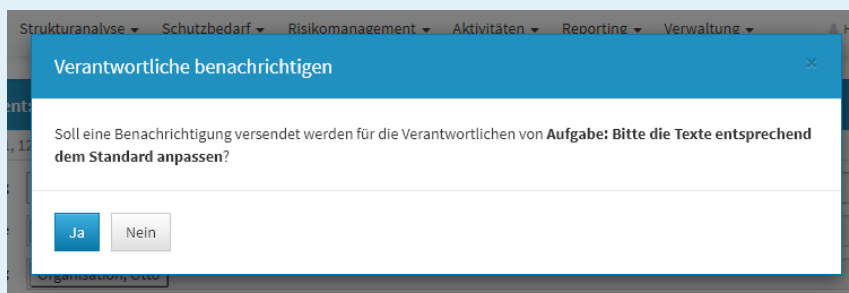 Strukturanalyse Schutzbedarf Risikomanagement Aktivitäten Reporting Verwaltung H
Verantwortliche benachrichtigen ×
ent:
Soll eine Benachrichtigung versendet werden für die Verantwortlichen von Aufgabe: Bitte die Texte entsprechend
dem Standard anpassen?
Ja Nein
Organisation, Otto